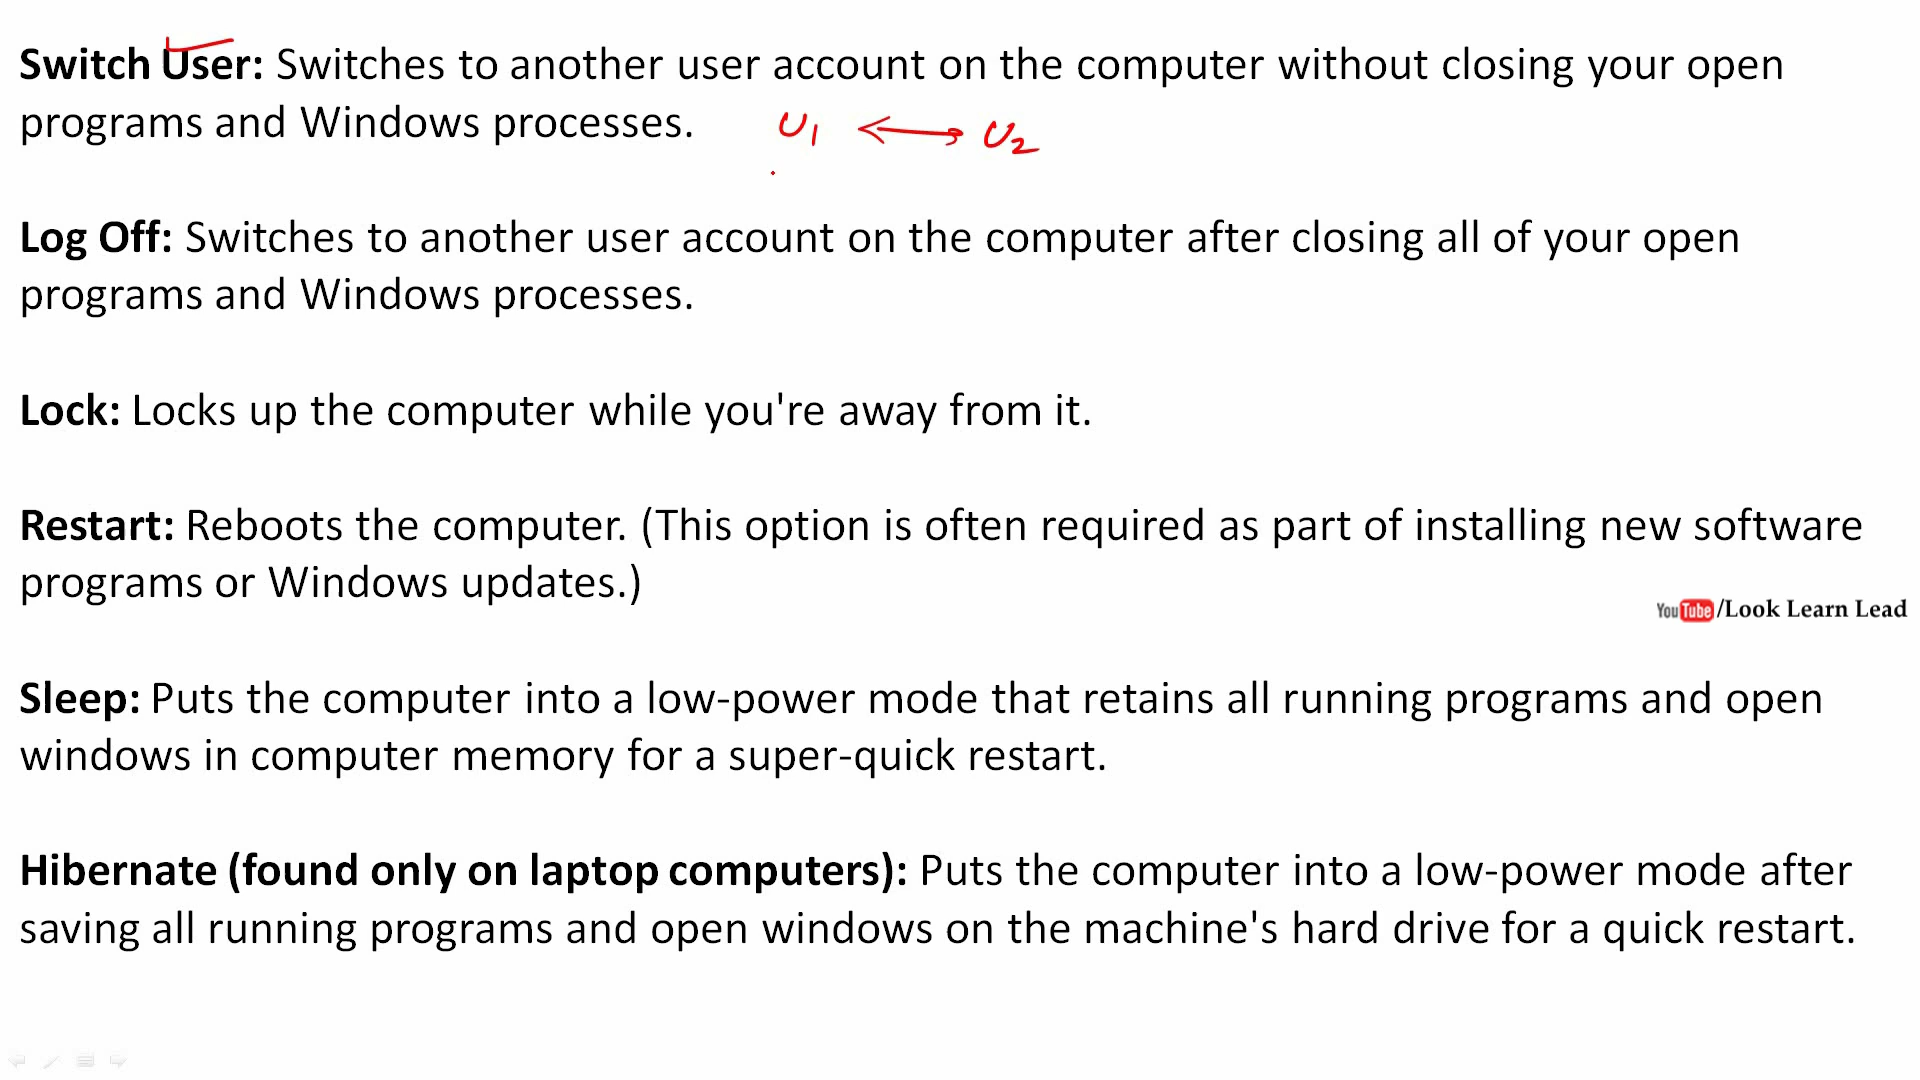 Switch User: Switches to another user account on the computer without closing your open
programs and Windows processes.
U1 U2
Log Off: Switches to another user account on the computer after closing all of your open
programs and Windows processes.
Lock: Locks up the computer while you're away from it.
Restart: Reboots the computer. (This option is often required as part of installing new software
programs or Windows updates.)
YouTube/Look Learn Lead
Sleep: Puts the computer into a low-power mode that retains all running programs and open
windows in computer memory for a super-quick restart.
Hibernate (found only on laptop computers): Puts the computer into a low-power mode after
saving all running programs and open windows on the machine's hard drive for a quick restart.